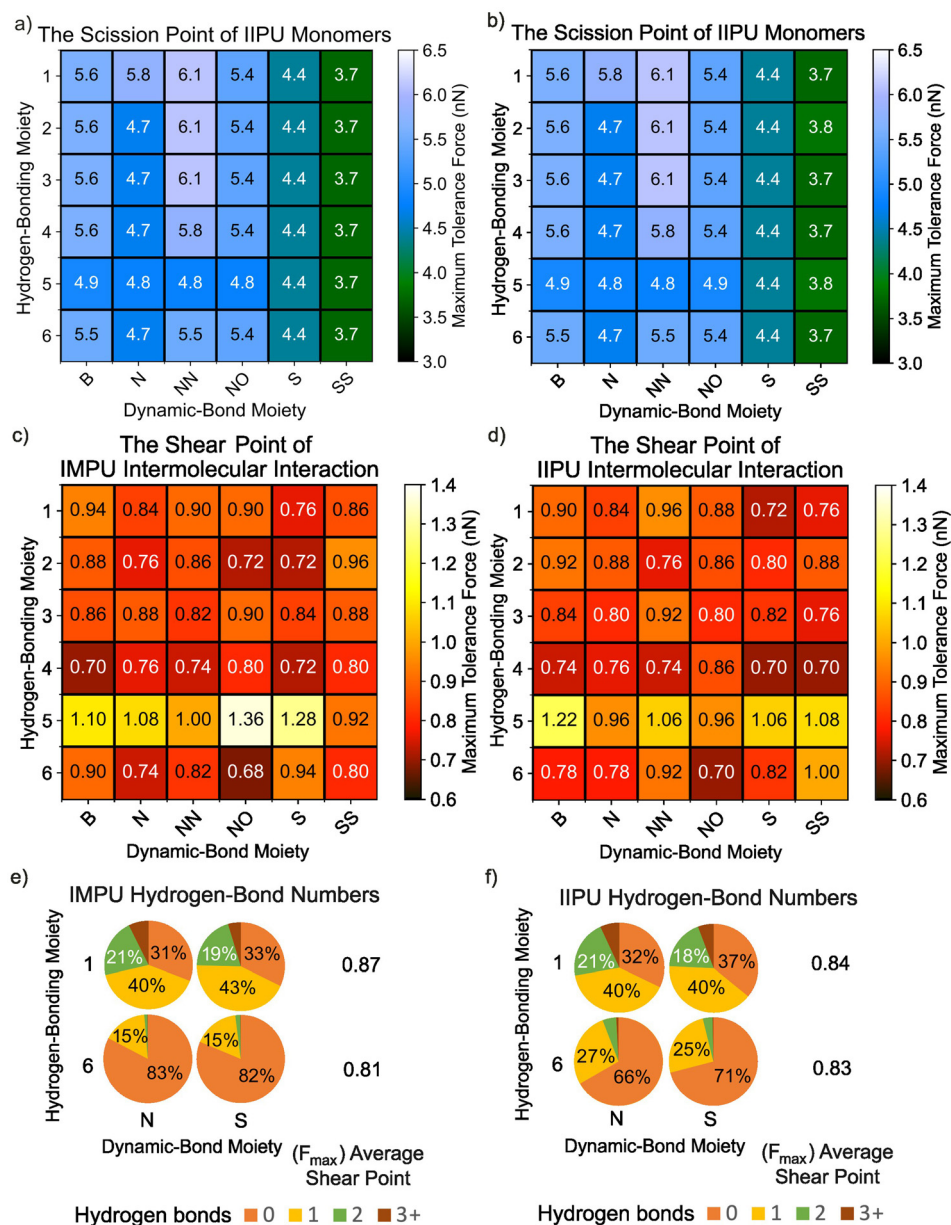 a)
The Scission Point of IIPU Monomers
Hydrogen-Bonding Moiety
1 5.6 5.8 6.1 5.4 4.4 3.7
2 5.6 4.7 6.1 5.4 4.4 3.7
3 5.6 4.7 6.1 5.4 4.4 3.7
4 5.6 4.7 5.8 5.4 4.4 3.7
5 4.9 4.8 4.8 4.8 4.4 3.7
6 5.5 4.7 5.5 5.4 4.4 3.7
B N NN NO S SS
Dynamic-Bond Moiety
6.5
6.0
5.5
5.0
4.5
4.0
3.5
3.0
Maximum Tolerance Force (nN)
b)
The Scission Point of IIPU Monomers
Hydrogen-Bonding Moiety
1 5.6 5.8 6.1 5.4 4.4 3.7
2 5.6 4.7 6.1 5.4 4.4 3.8
3 5.6 4.7 6.1 5.4 4.4 3.7
4 5.6 4.7 5.8 5.4 4.4 3.7
5 4.9 4.8 4.8 4.9 4.4 3.8
6 5.5 4.7 5.5 5.4 4.4 3.7
B N NN NO S SS
Dynamic-Bond Moiety
6.5
6.0
5.5
5.0
4.5
4.0
3.5
3.0
Maximum Tolerance Force (nN)
c)
The Shear Point of
IMPU Intermolecular Interaction
Hydrogen-Bonding Moiety
1 0.94 0.84 0.90 0.90 0.76 0.86
2 0.88 0.76 0.86 0.72 0.72 0.96
3 0.86 0.88 0.82 0.90 0.84 0.88
4 0.70 0.76 0.74 0.80 0.72 0.80
5 1.10 1.08 1.00 1.36 1.28 0.92
6 0.90 0.74 0.82 0.68 0.94 0.80
B N NN NO S SS
Dynamic-Bond Moiety
1.4
1.3
1.2
1.1
1.0
0.9
0.8
0.7
0.6
Maximum Tolerance Force (nN)
d)
The Shear Point of
IIPU Intermolecular Interaction
Hydrogen-Bonding Moiety
1 0.90 0.84 0.96 0.88 0.72 0.76
2 0.92 0.88 0.76 0.86 0.80 0.88
3 0.84 0.80 0.92 0.80 0.82 0.76
4 0.74 0.76 0.74 0.86 0.70 0.70
5 1.22 0.96 1.06 0.96 1.06 1.08
6 0.78 0.78 0.92 0.70 0.82 1.00
B N NN NO S SS
Dynamic-Bond Moiety
1.4
1.3
1.2
1.1
1.0
0.9
0.8
0.7
0.6
Maximum Tolerance Force (nN)
e)
IMPU Hydrogen-Bond Numbers
Hydrogen-Bonding Moiety
1 21% 31% 40% 19% 33% 43% 0.87
6 15% 83% 15% 82% 0.81
N S
Dynamic-Bond Moiety
(Fmax) Average
Shear Point
Hydrogen bonds 0 1 2 3+
f)
IIPU Hydrogen-Bond Numbers
Hydrogen-Bonding Moiety
1 21% 32% 40% 18% 37% 40% 0.84
6 27% 66% 25% 71% 0.83
N S
Dynamic-Bond Moiety
(Fmax) Average
Shear Point
Hydrogen bonds 0 1 2 3+